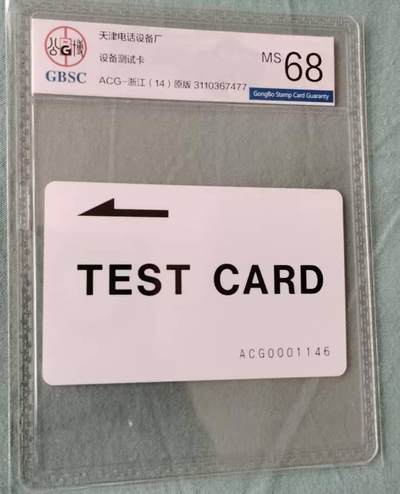 公博
G
GBSC
天津电话设备厂
设备测试卡
ACG-浙江(14)原版 3110367477
MS 68
GongBo Stamp Card Guaranty
TEST CARD
ACG0001146